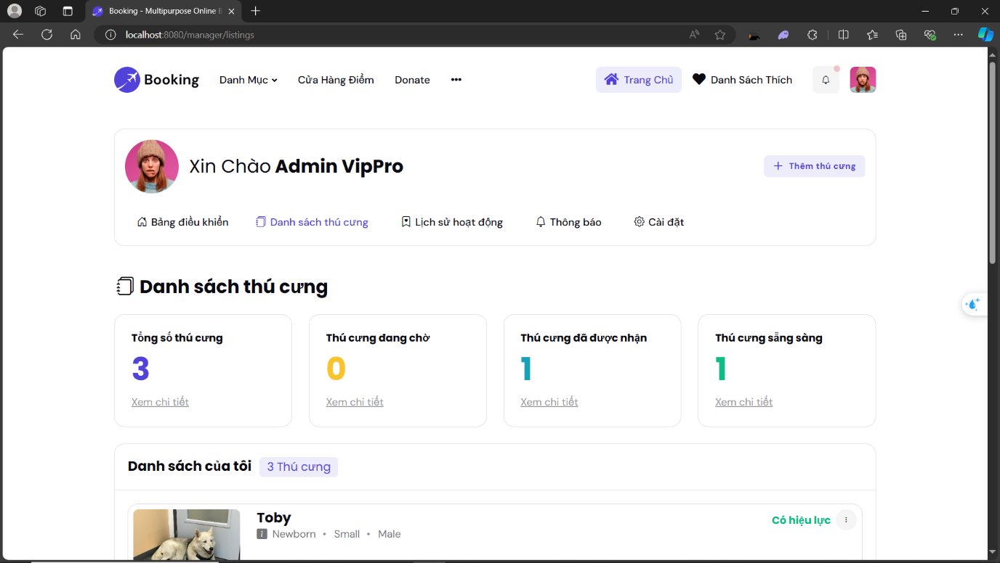 Booking - Multipurpose Online B
localhost:8080/manager/listings
Booking
Danh Mục
Cửa Hàng Điểm
Donate
•••
Trang Chủ
Danh Sách Thích
Xin Chào Admin VipPro
+ Thêm thú cưng
Bảng điều khiển
Danh sách thú cưng
Lịch sử hoạt động
Thông báo
Cài đặt
Danh sách thú cưng
Tổng số thú cưng
3
Xem chi tiết
Thú cưng đang chờ
0
Xem chi tiết
Thú cưng đã được nhận
1
Xem chi tiết
Thú cưng sẵng sàng
1
Xem chi tiết
Danh sách của tôi
3 Thú cưng
Toby
Newborn • Small • Male
Có hiệu lực